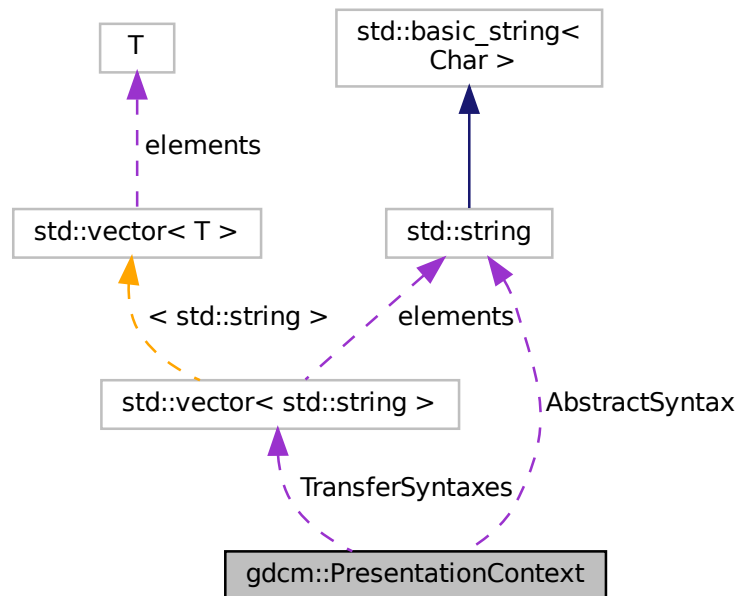 T
std::basic_string<
Char >
elements
std::vector< T >
std::string
< std::string >
elements
std::vector< std::string >
AbstractSyntax
TransferSyntaxes
gdcm::PresentationContext